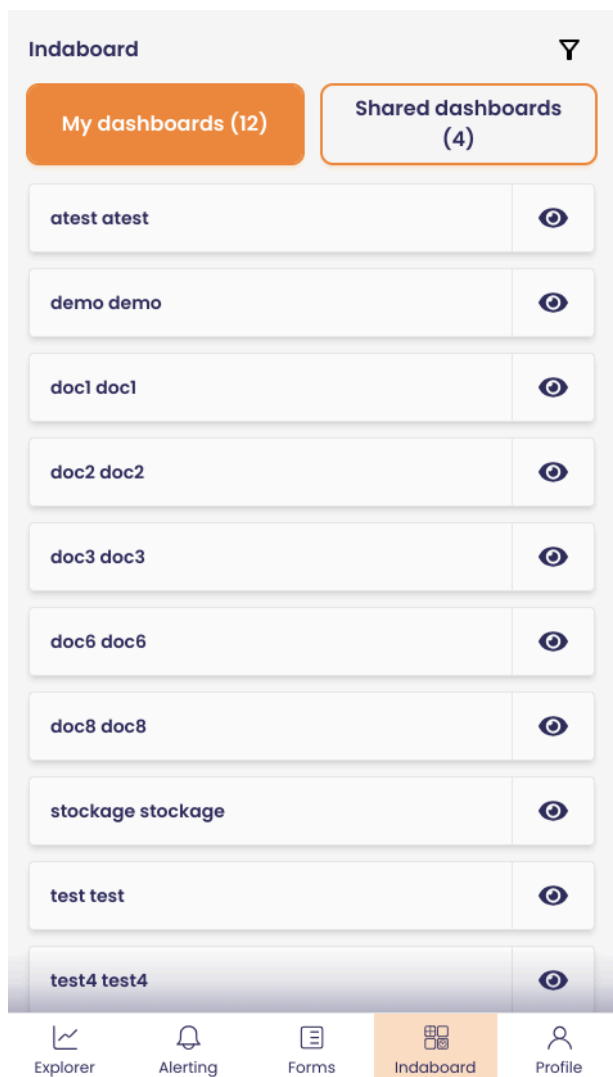 Indaboard
My dashboards (12)
Shared dashboards
(4)
atest atest
demo demo
doc1 doc1
doc2 doc2
doc3 doc3
doc6 doc6
doc8 doc8
stockage stockage
test test
test4 test4
Explorer
Alerting
Forms
Indaboard
Profile